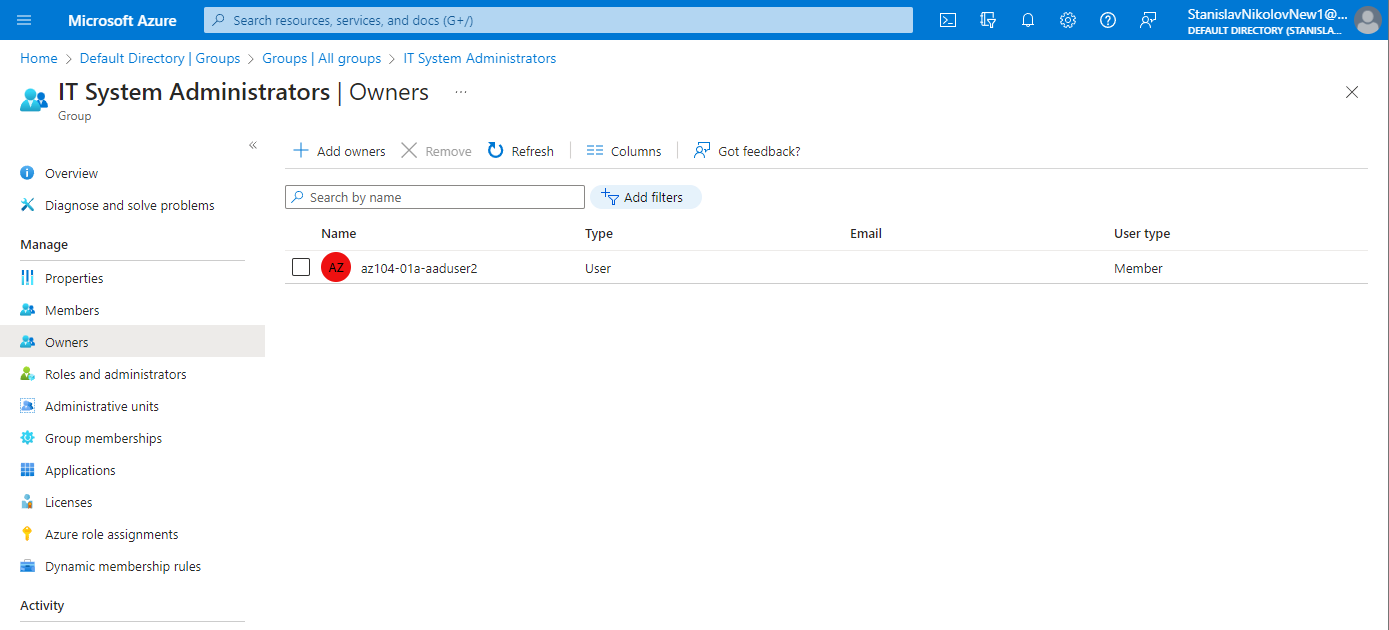 Microsoft Azure
Search resources, services, and docs (G+/)
StanislavNikolovNew1@...
DEFAULT DIRECTORY (STANISLA...
Home > Default Directory | Groups > Groups | All groups > IT System Administrators
IT System Administrators | Owners ...
Group
«
Overview
Diagnose and solve problems
Manage
Properties
Members
Owners
Roles and administrators
Administrative units
Group memberships
Applications
Licenses
Azure role assignments
Dynamic membership rules
Activity
Add owners Remove Refresh Columns Got feedback?
Search by name Add filters
Name Type Email User type
AZ az104-01a-aaduser2 User Member